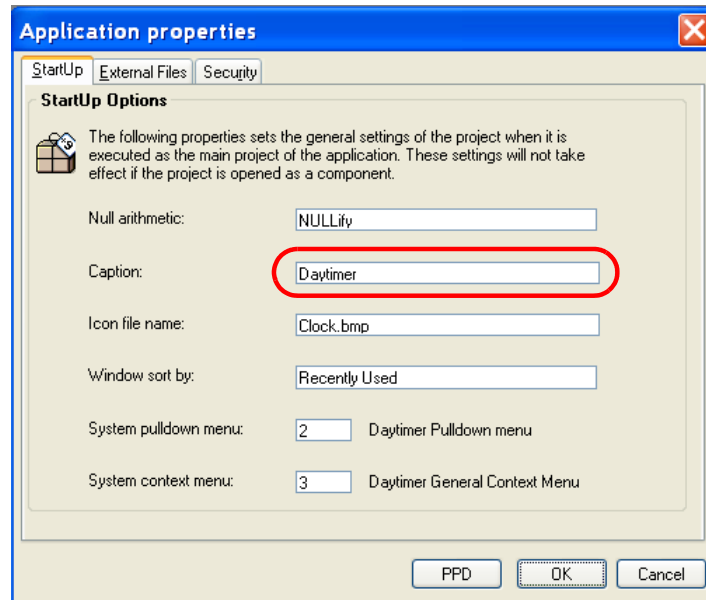 Application properties
StartUp External Files Security
StartUp Options
The following properties sets the general settings of the project when it is
executed as the main project of the application. These settings will not take
effect if the project is opened as a component.
Null arithmetic: NULLify
Caption: Daytimer
Icon file name: Clock.bmp
Window sort by: Recently Used
System pulldown menu: 2 Daytimer Pulldown menu
System context menu: 3 Daytimer General Context Menu
PPD OK Cancel